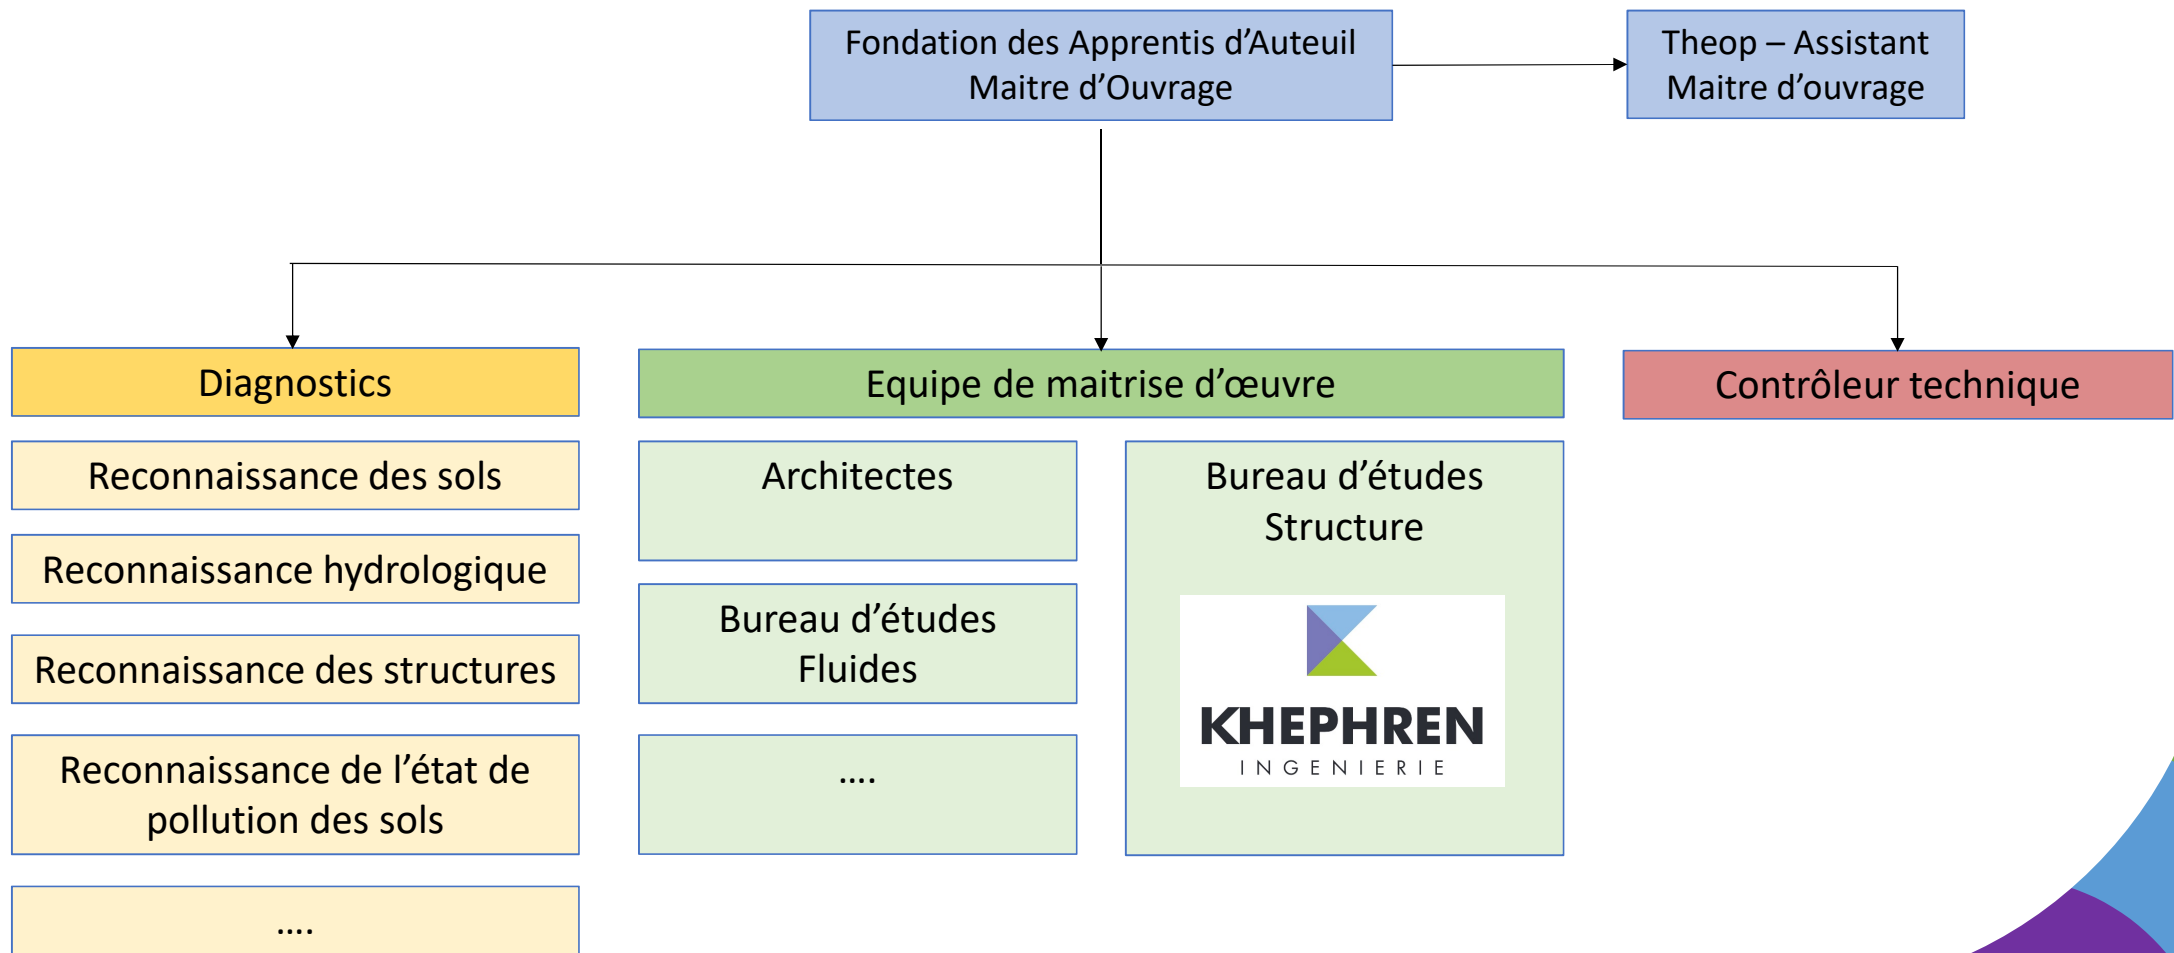 Fondation des Apprentis d’Auteuil
Maitre d’Ouvrage
Theop – Assistant
Maitre d’ouvrage
Diagnostics
Reconnaissance des sols
Reconnaissance hydrologique
Reconnaissance des structures
Reconnaissance de l’état de
pollution des sols
....
Equipe de maitrise d’œuvre
Architectes
Bureau d’études
Fluides
....
Bureau d’études
Structure
KHEPHREN
INGENIERIE
Contrôleur technique